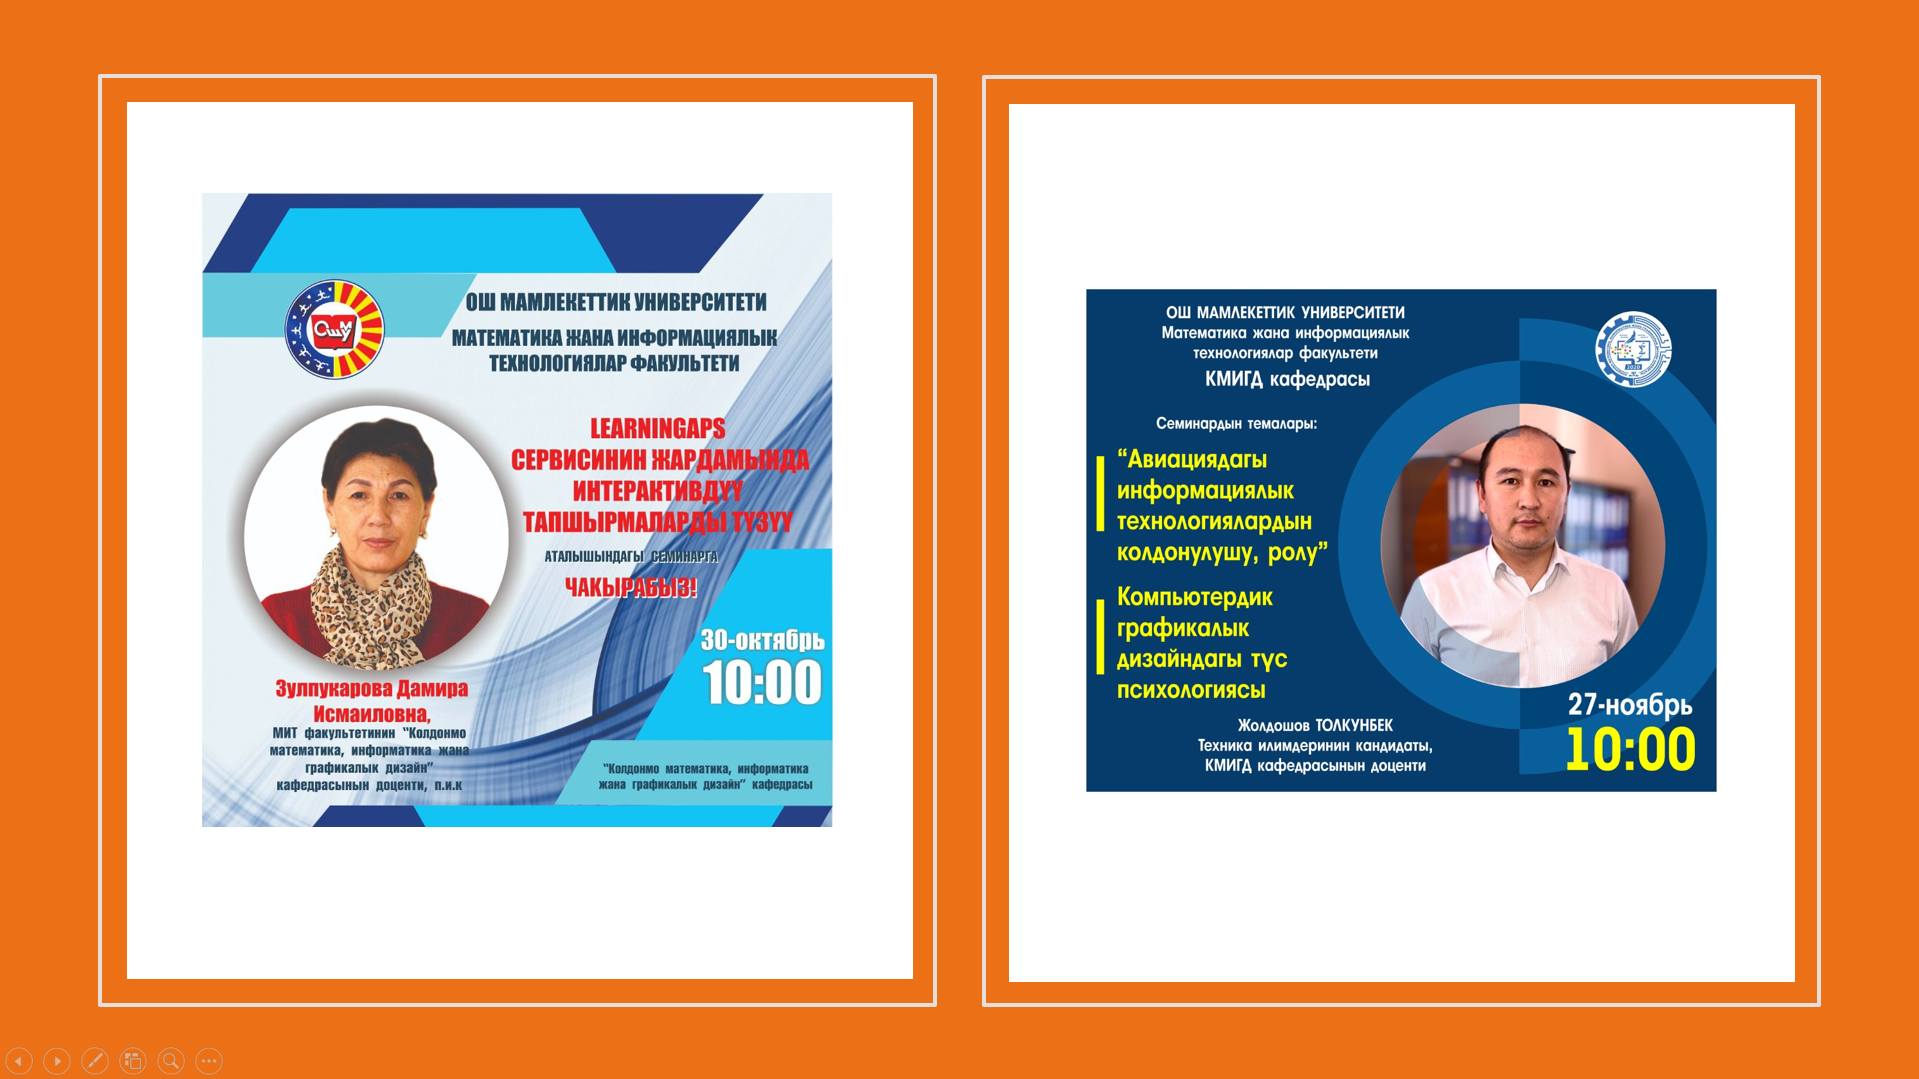 ОШ МАМЛЕКЕТТИК УНИВЕРСИТЕТИ
МАТЕМАТИКА ЖАНА ИНФОРМАЦИЯЛЫК
ТЕХНОЛОГИЯЛАР ФАКУЛЬТЕТИ
ОшМУ
LEARNINGAPS
СЕРВИСИНИН ЖАРДАМЫНДА
ИНТЕРАКТИВДҮҮ
ТАПШЫРМАЛАРДЫ ТҮЗҮҮ
АТАЛЫШЫНДАГЫ СЕМИНАРГА
ЧАКЫРАБЫЗ!
30-октябрь
10:00
Зулпукарова Дамира
Исмаиловна,
МИТ факультетинин “Колдонмо
математика, информатика жана
графикалык дизайн”
кафедрасынын доценти, п.и.к
“Колдонмо математика, информатика
жана графикалык дизайн” кафедрасы
ОШ МАМЛЕКЕТТИК УНИВЕРСИТЕТИ
Математика жана информациялык
технологиялар факультети
КМИГД кафедрасы
2020
Семинардын темалары:
“Авиациядагы
информациялык
технологиялардын
колдонулушу, ролу”
Компьютердик
графикалык
дизайндагы түс
психологиясы
Жолдошов ТОЛКУНБЕК
Техника илимдеринин кандидаты,
КМИГД кафедрасынын доценти
27-ноябрь
10:00